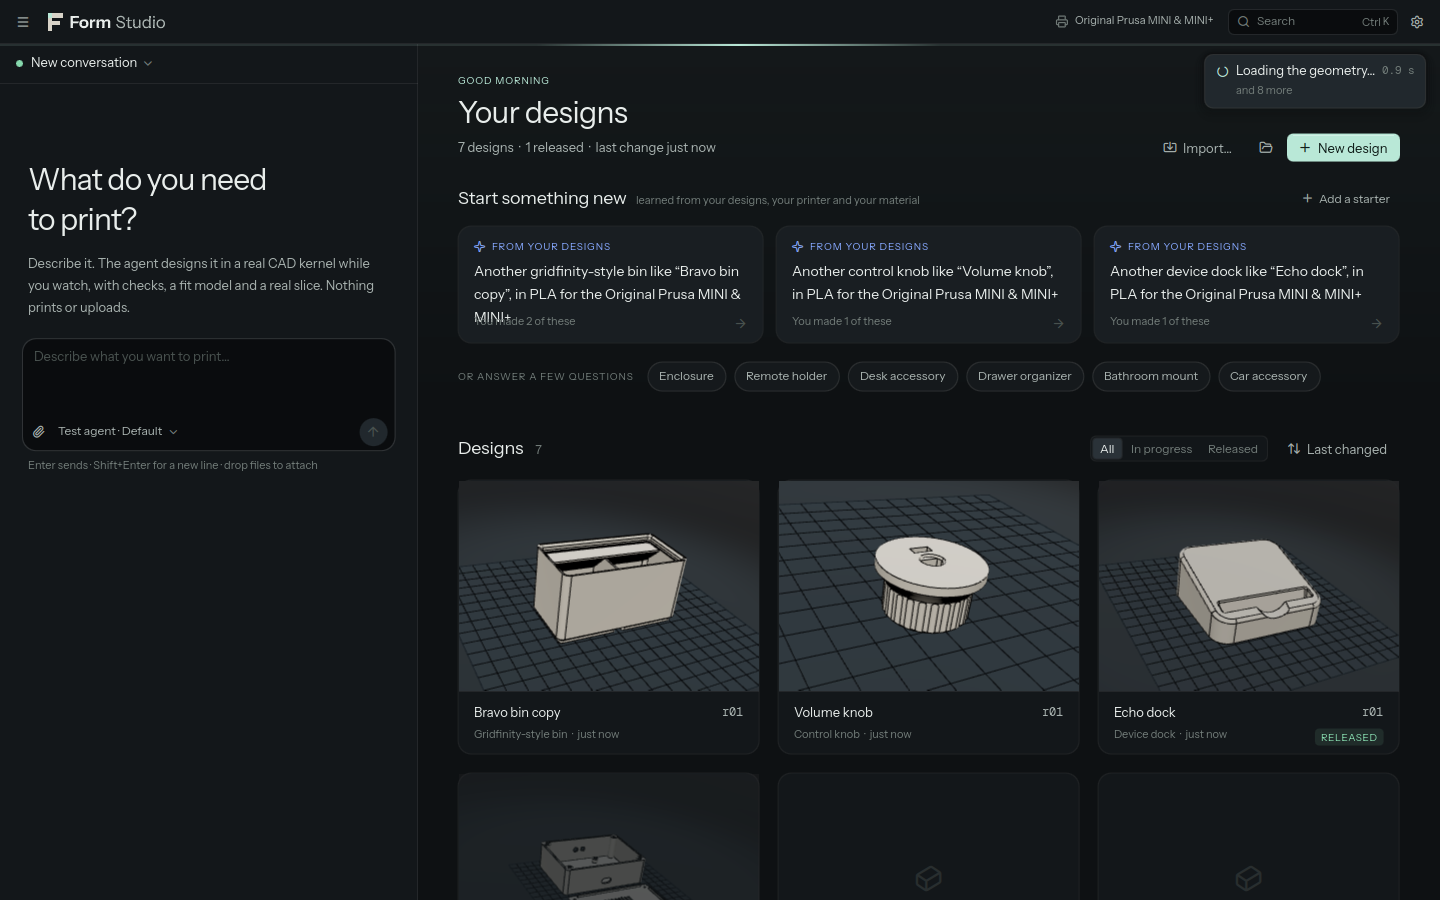 Form Studio
Original Prusa MINI & MINI+
Search
Ctrl K
New conversation
Loading the geometry... 0.9 s
and 8 more
GOOD MORNING
Your designs
7 designs · 1 released · last change just now
Import...
New design
What do you need
to print?
Describe it. The agent designs it in a real CAD kernel while
you watch, with checks, a fit model and a real slice. Nothing
prints or uploads.
Describe what you want to print...
Test agent · Default
Enter sends · Shift+Enter for a new line · drop files to attach
Start something new learned from your designs, your printer and your material
Add a starter
FROM YOUR DESIGNS
Another gridfinity-style bin like “Bravo bin
copy”, in PLA for the Original Prusa MINI &
MINI+
You made 2 of these
FROM YOUR DESIGNS
Another control knob like “Volume knob”,
in PLA for the Original Prusa MINI & MINI+
You made 1 of these
FROM YOUR DESIGNS
Another device dock like “Echo dock”, in
PLA for the Original Prusa MINI & MINI+
You made 1 of these
OR ANSWER A FEW QUESTIONS
Enclosure
Remote holder
Desk accessory
Drawer organizer
Bathroom mount
Car accessory
Designs 7
All
In progress
Released
Last changed
Bravo bin copy r01
Gridfinity-style bin · just now
Volume knob r01
Control knob · just now
Echo dock r01
Device dock · just now
RELEASED